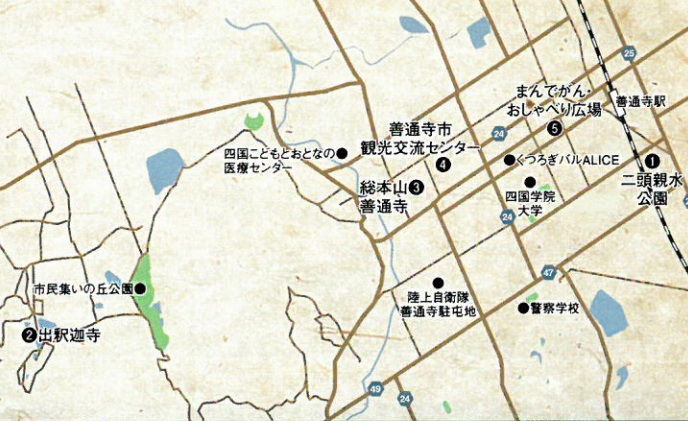 25
まんでがん・
おしゃべり広場
5
善通寺駅
善通寺市
観光交流センター
4
24
四国こどもとおとなの
医療センター
くつろぎバルALICE
1
二頭親水
公園
総本山
善通寺
3
四国学院
大学
24
47
市民集いの丘公園
陸上自衛隊
善通寺駐屯地
警察学校
2
出釈迦寺
49
24